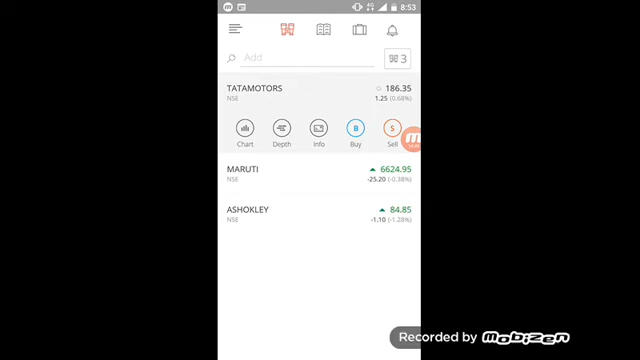 4G 8:53
Add 3
TATAMOTORS 186.35
NSE 1.25 (0.68%)
B S
Chart Depth Info Buy Sell
MARUTI 6624.95
NSE -25.20 (-0.38%)
ASHOKLEY 84.85
NSE -1.10 (-1.28%)
Recorded by MOBIZEN